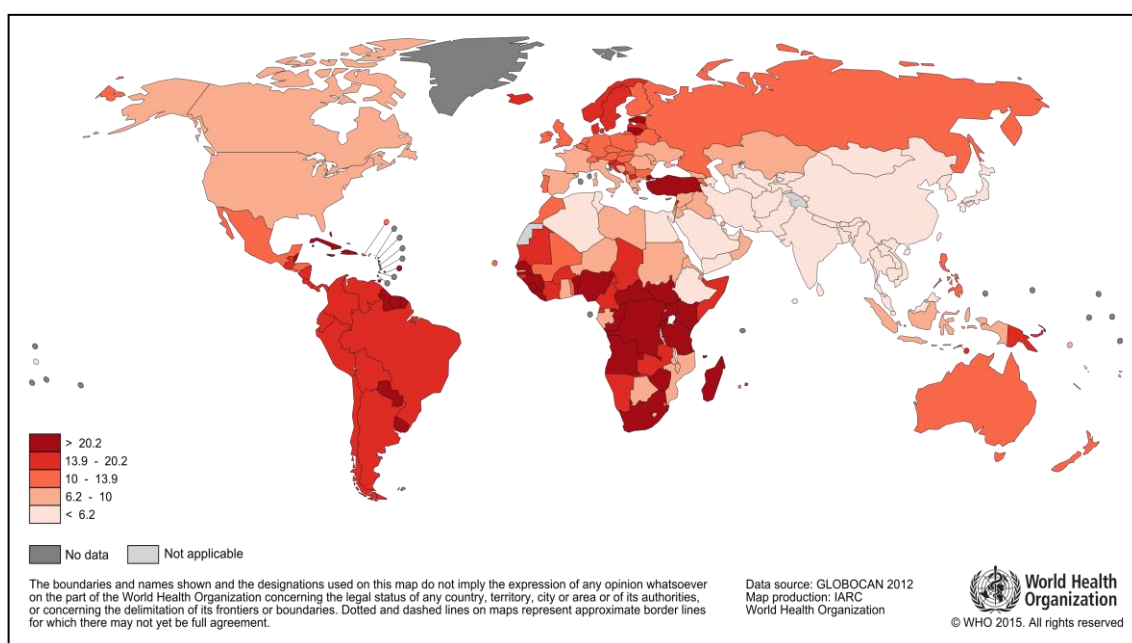 > 20.2
13.9 - 20.2
10 - 13.9
6.2 - 10
< 6.2
No data
Not applicable
The boundaries and names shown and the designations used on this map do not imply the expression of any opinion whatsoever
on the part of the World Health Organization concerning the legal status of any country, territory, city or area or of its authorities,
or concerning the delimitation of its frontiers or boundaries. Dotted and dashed lines on maps represent approximate border lines
for which there may not yet be full agreement.
Data source: GLOBOCAN 2012
Map production: IARC
World Health Organization
World Health
Organization
© WHO 2015. All rights reserved